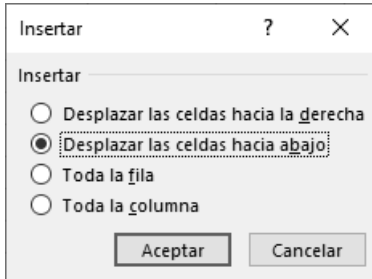 Insertar ? ×
Insertar
Desplazar las celdas hacia la derecha
Desplazar las celdas hacia abajo
Toda la fila
Toda la columna
Aceptar Cancelar